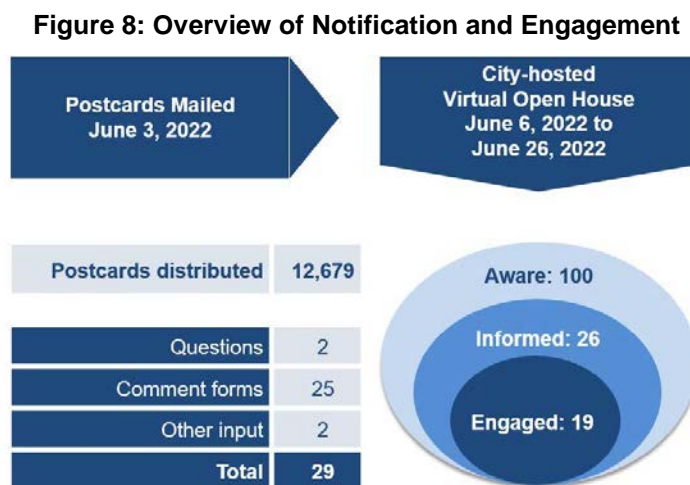 Figure 8: Overview of Notification and Engagement
Postcards Mailed
June 3, 2022
City-hosted
Virtual Open House
June 6, 2022 to
June 26, 2022
Postcards distributed 12,679
Questions 2
Comment forms 25
Other input 2
Total 29
Aware: 100
Informed: 26
Engaged: 19